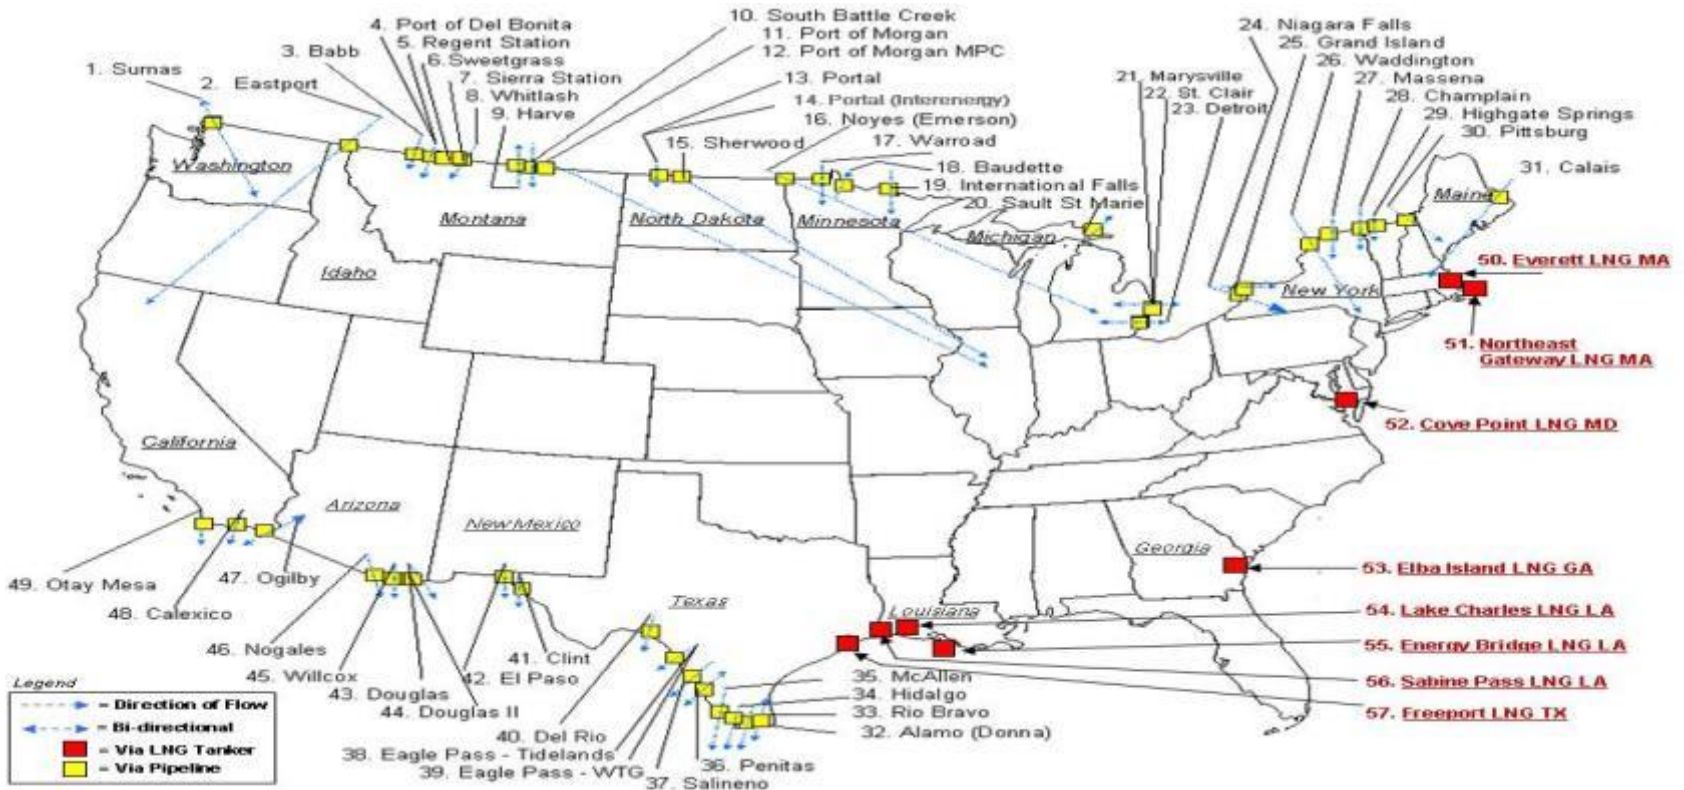 1. Sumas
2. Eastport
3. Babb
4. Port of Del Bonita
5. Regent Station
6.Sweetgrass
7. Sierra Station
8. Whitlash
9. Harve
10. South Battle Creek
11. Port of Morgan
12. Port of Morgan MPC
13. Portal
14. Portal (Interenergy)
15. Sherwood
16. Noyes (Emerson)
17. Warroad
18. Baudette
19. International Falls
20. Sault St Marie
21. Marysville
22. St. Clair
23. Detroit
24. Niagara Falls
25. Grand Island
26. Waddington
27. Massena
28. Champlain
29. Highgate Springs
30. Pittsburg
31. Calais
Washington
Montana
North Dakota
Minnesota
Michigan
Maine
Idaho
New York
California
Arizona
New Mexico
Texas
Louisiana
Georgia
50. Everett LNG MA
51. Northeast
Gateway LNG MA
52. Cove Point LNG MD
53. Elba Island LNG GA
54. Lake Charles LNG LA
55. Energy Bridge LNG LA
56. Sabine Pass LNG LA
57. Freeport LNG TX
49. Otay Mesa
48. Calexico
47. Ogilby
46. Nogales
45. Willcox
43. Douglas
44. Douglas II
42. El Paso
41. Clint
40. Del Rio
38. Eagle Pass - Tidelands
39. Eagle Pass - WTG
37. Salineno
36. Penitas
35. McAllen
34. Hidalgo
33. Rio Bravo
32. Alamo (Donna)
Legend
= Direction of Flow
= Bi-directional
= Via LNG Tanker
= Via Pipeline